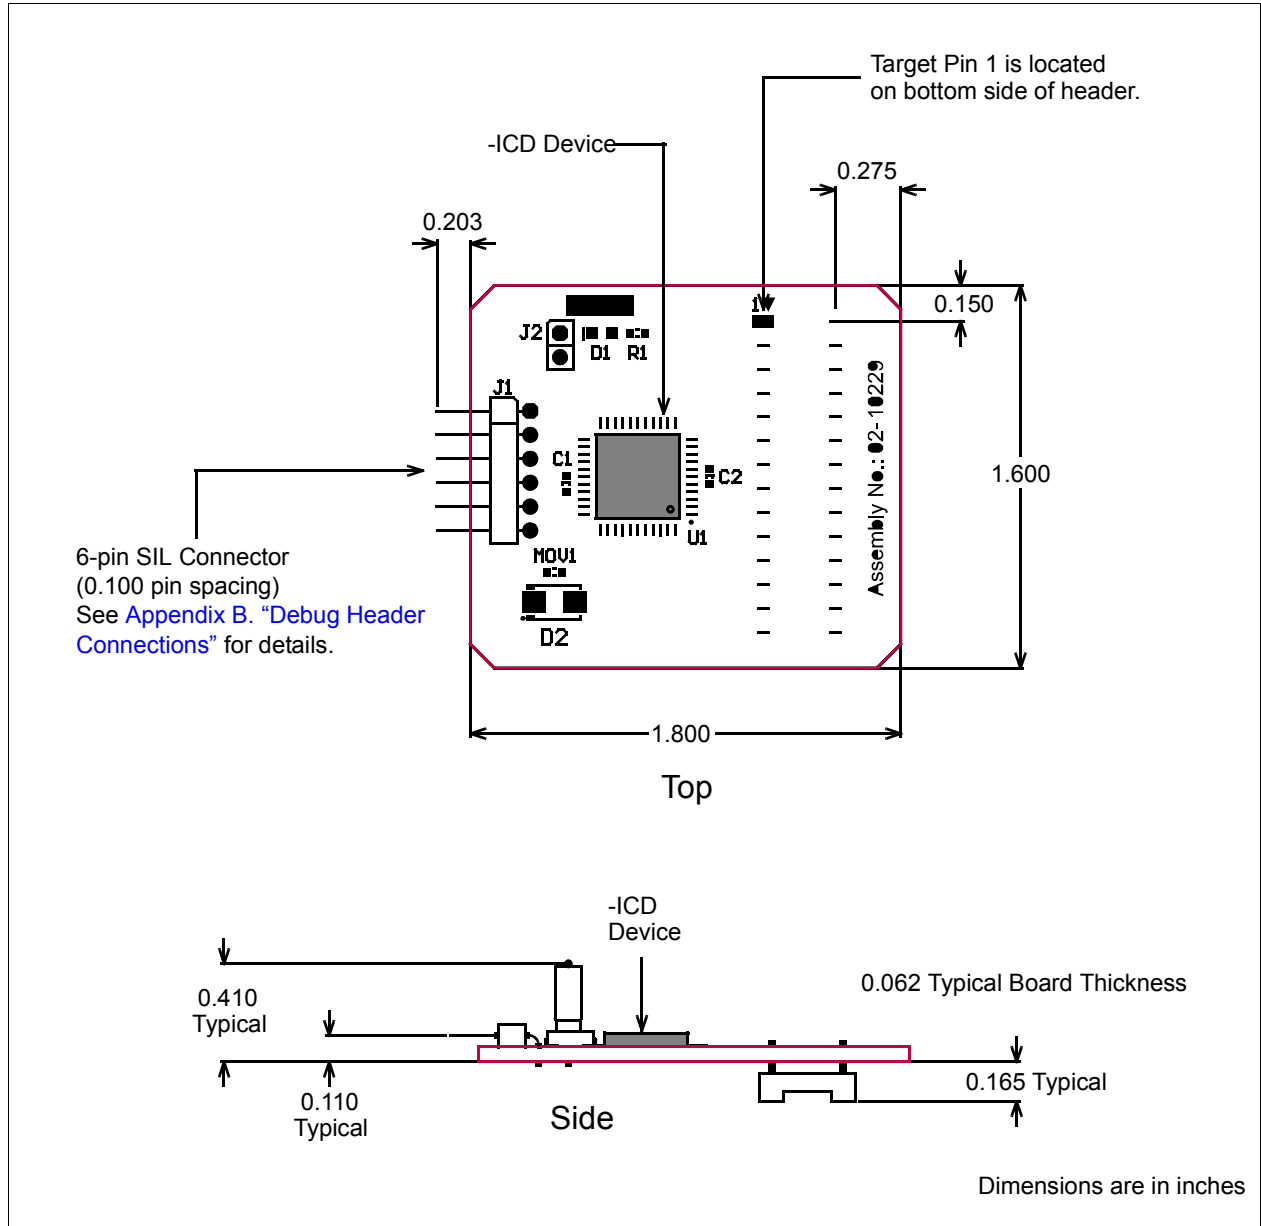 Target Pin 1 is located
on bottom side of header.
-ICD Device
0.275
0.203
0.150
1
J2
D1 R1
J1
Assembly No.: 02-10229
C1
C2
1.600
U1
6-pin SIL Connector
(0.100 pin spacing)
See Appendix B. “Debug Header
Connections” for details.
MOV1
D2
1.800
Top
-ICD
Device
0.062 Typical Board Thickness
0.410
Typical
0.165 Typical
0.110
Typical
Side
Dimensions are in inches